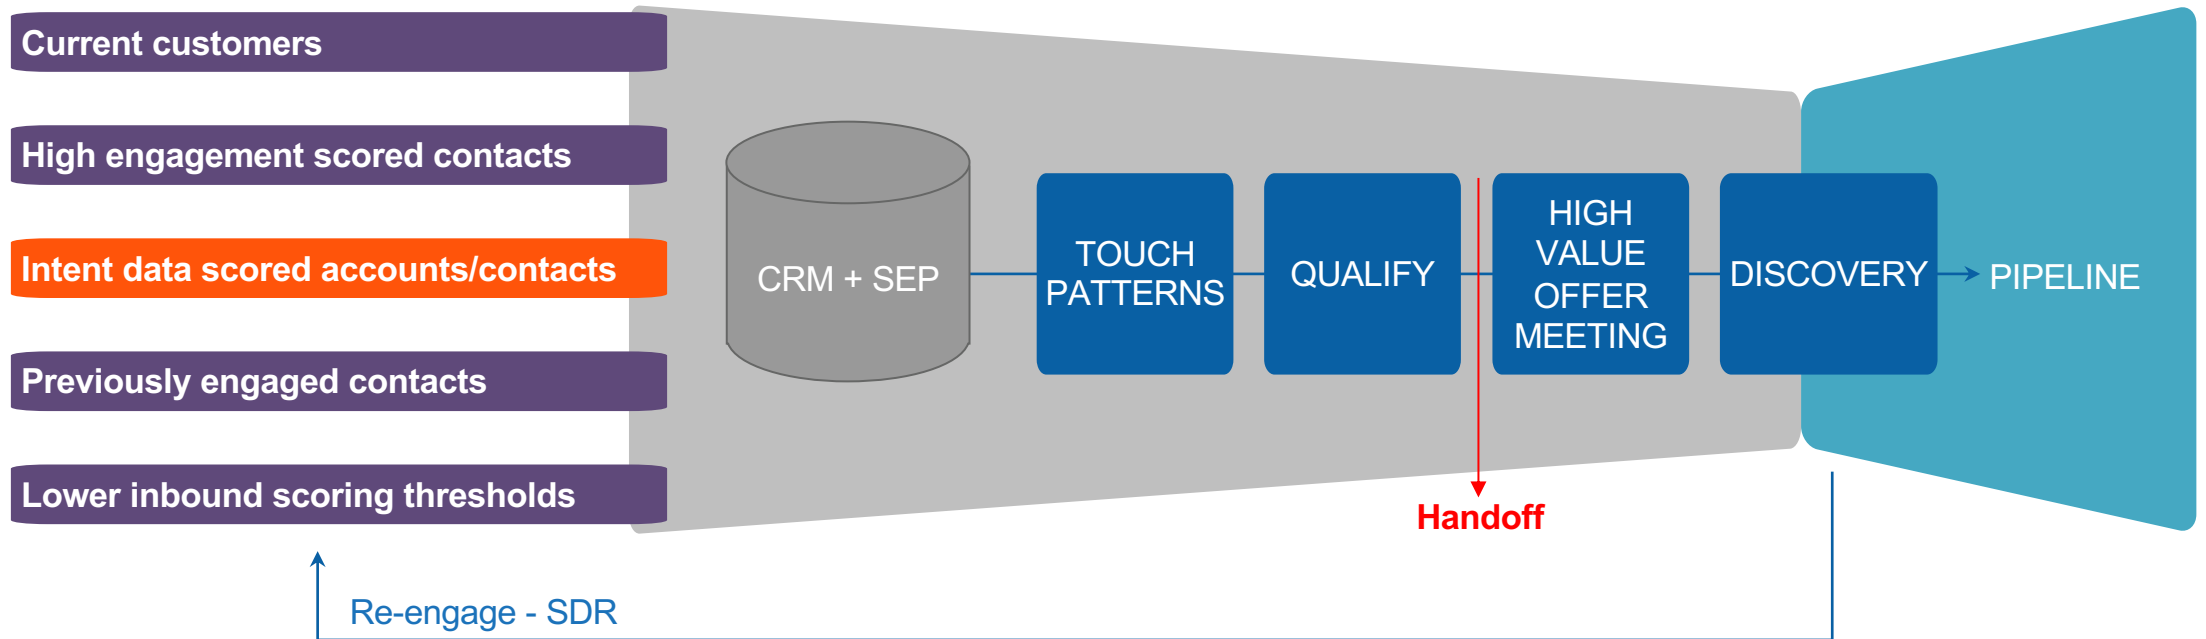 Current customers
High engagement scored contacts
Intent data scored accounts/contacts
Previously engaged contacts
Lower inbound scoring thresholds
CRM + SEP
TOUCH
PATTERNS
QUALIFY
HIGH
VALUE
OFFER
MEETING
DISCOVERY
PIPELINE
Handoff
Re-engage - SDR